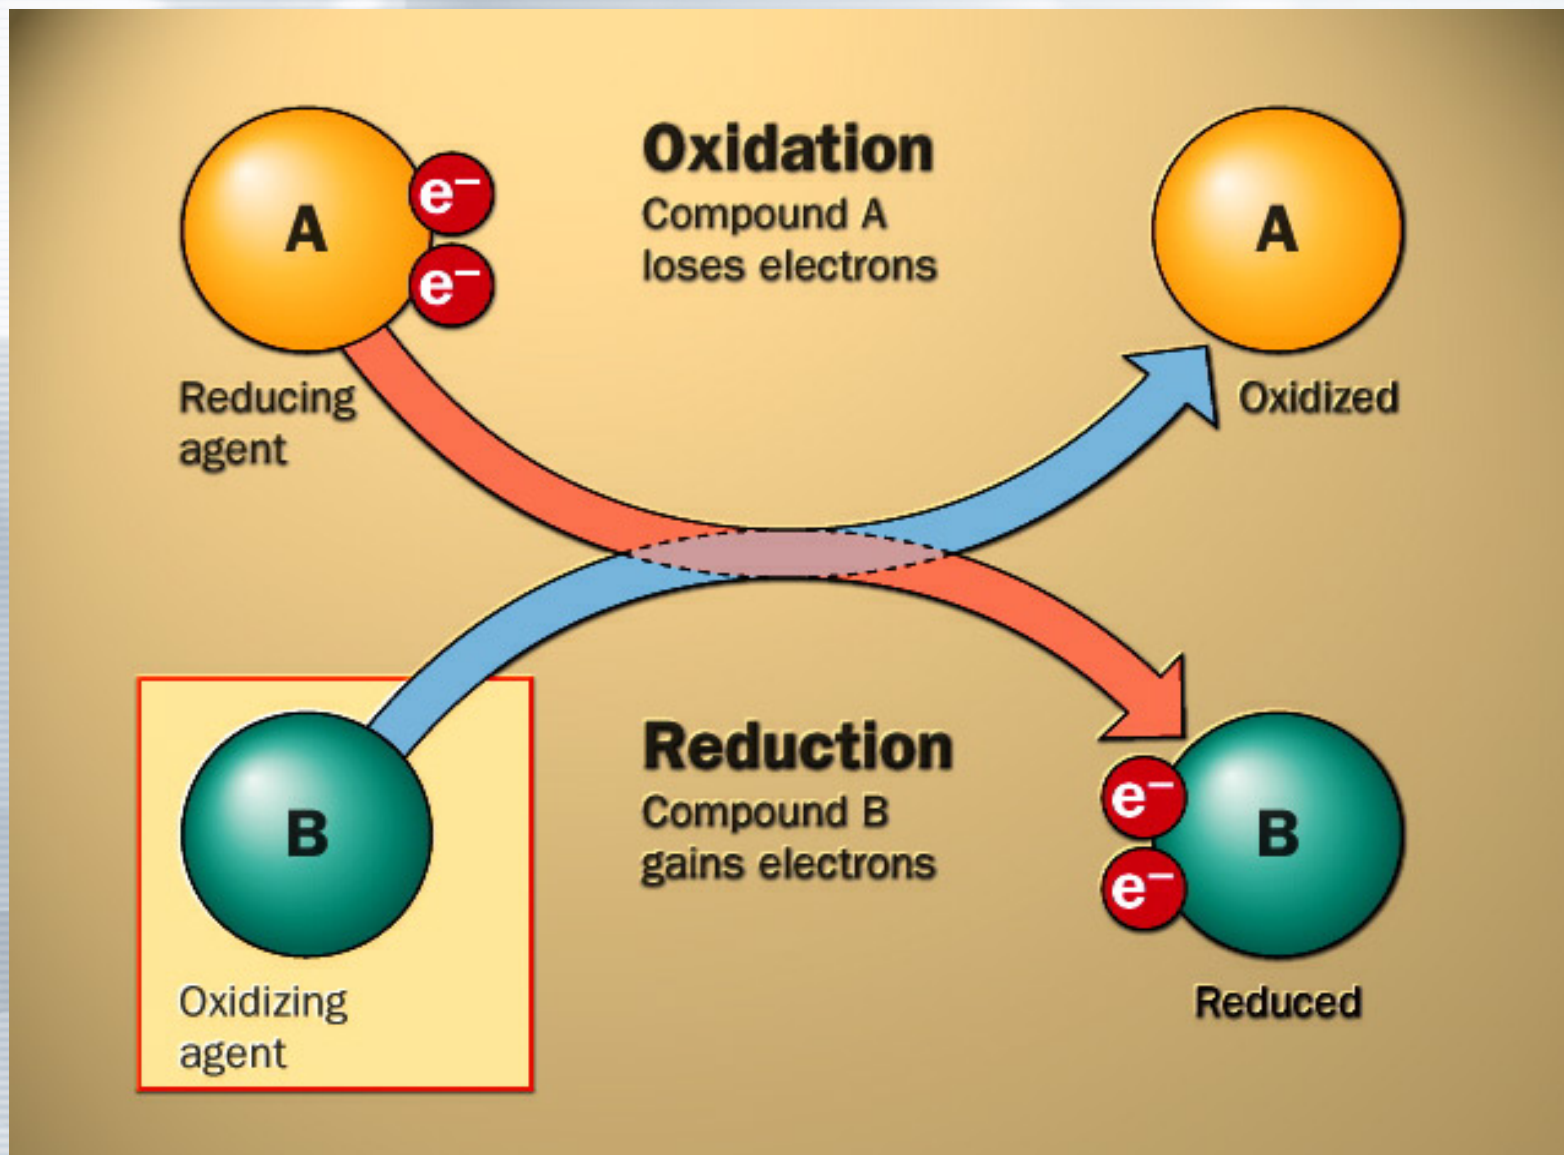 A
e–
e–
Reducing
agent
Oxidation
Compound A
loses electrons
A
Oxidized
B
Oxidizing
agent
Reduction
Compound B
gains electrons
e–
e–
B
Reduced